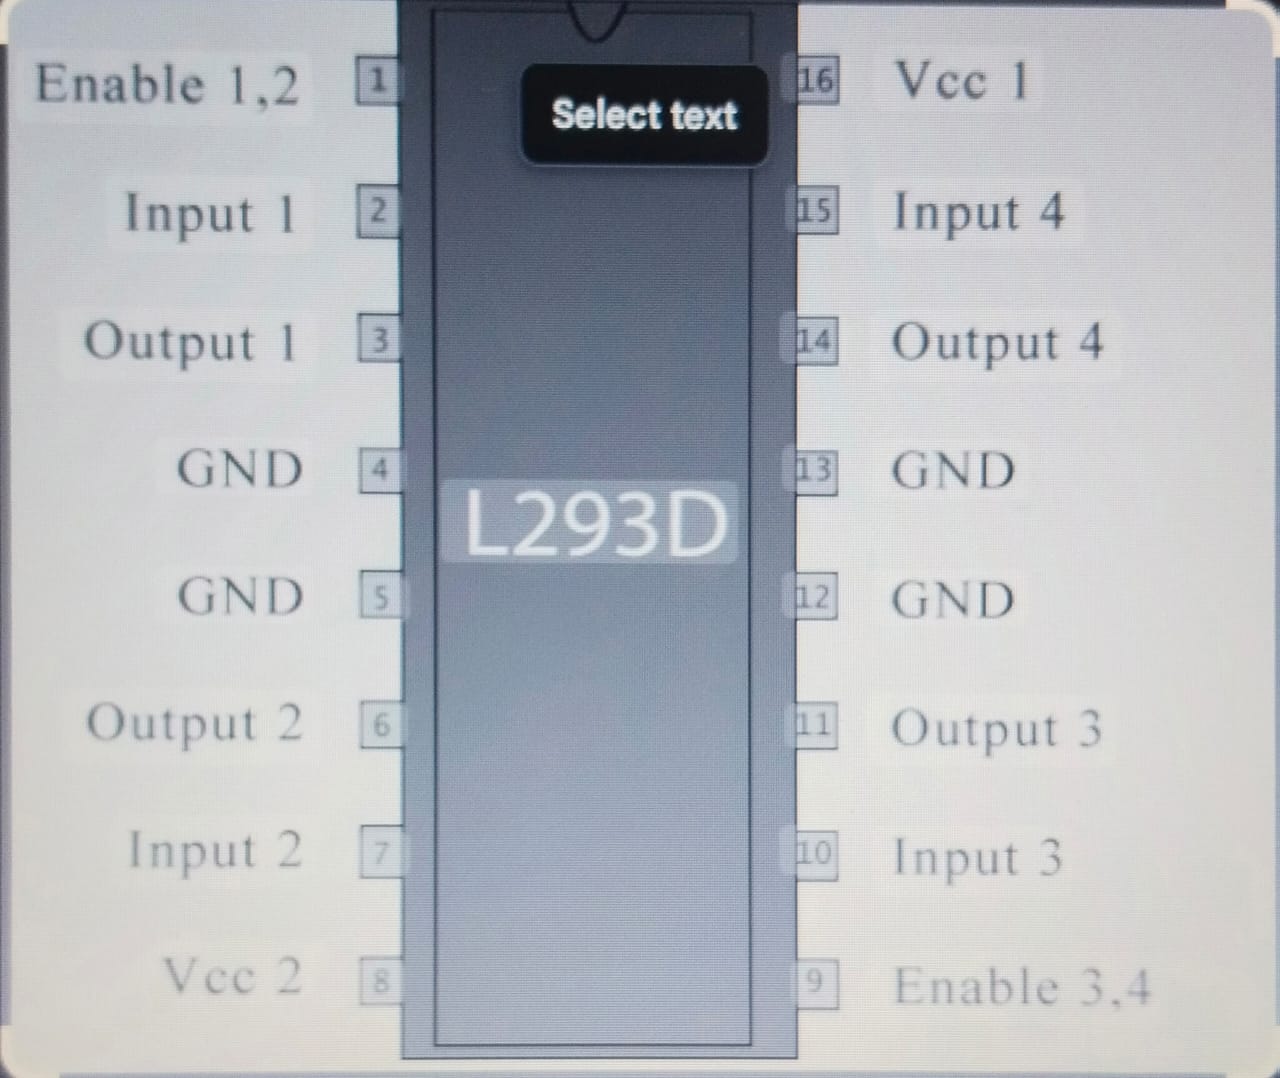 Enable 1,2 1 16 Vcc 1
Select text
Input 1 2 15 Input 4
Output 1 3 14 Output 4
GND 4 13 GND
L293D
GND 5 12 GND
Output 2 6 11 Output 3
Input 2 7 10 Input 3
Vcc 2 8 9 Enable 3,4